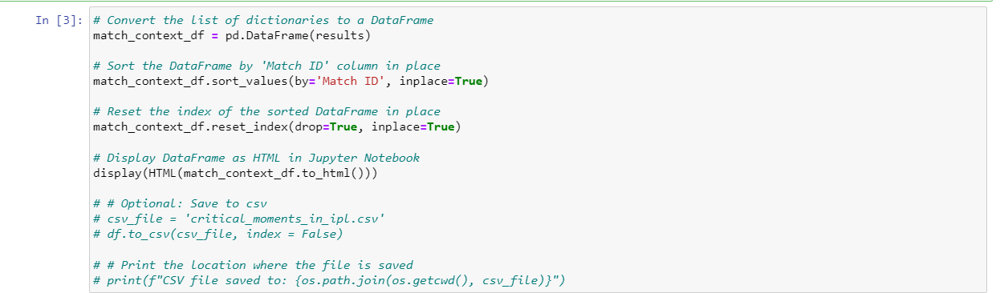 In [3]: # Convert the list of dictionaries to a DataFrame
match_context_df = pd.DataFrame(results)
# Sort the DataFrame by 'Match ID' column in place
match_context_df.sort_values(by='Match ID', inplace=True)
# Reset the index of the sorted DataFrame in place
match_context_df.reset_index(drop=True, inplace=True)
# Display DataFrame as HTML in Jupyter Notebook
display(HTML(match_context_df.to_html()))
# # Optional: Save to csv
# csv_file = 'critical_moments_in_ipl.csv'
# df.to_csv(csv_file, index = False)
# # Print the location where the file is saved
# print(f"CSV file saved to: {os.path.join(os.getcwd(), csv_file)}")